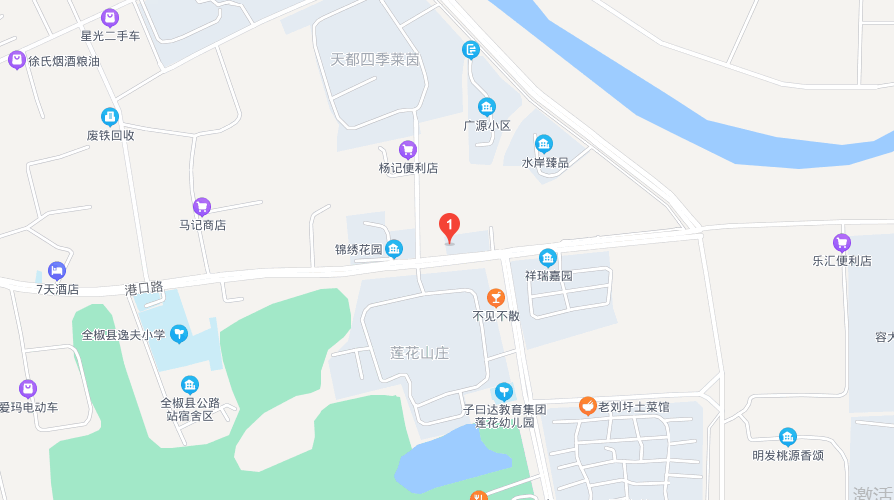 星光二手车
徐氏烟酒粮油
天都四季莱茵
废铁回收
广源小区
杨记便利店
水岸臻品
马记商店
1
锦绣花园
乐汇便利店
祥瑞嘉园
7天酒店
港口路
不见不散
全椒县逸夫小学
容大
莲花山庄
爱玛电动车
全椒县公路
站宿舍区
子曰达教育集团
莲花幼儿园
老刘圩土菜馆
明发桃源香颂
激活